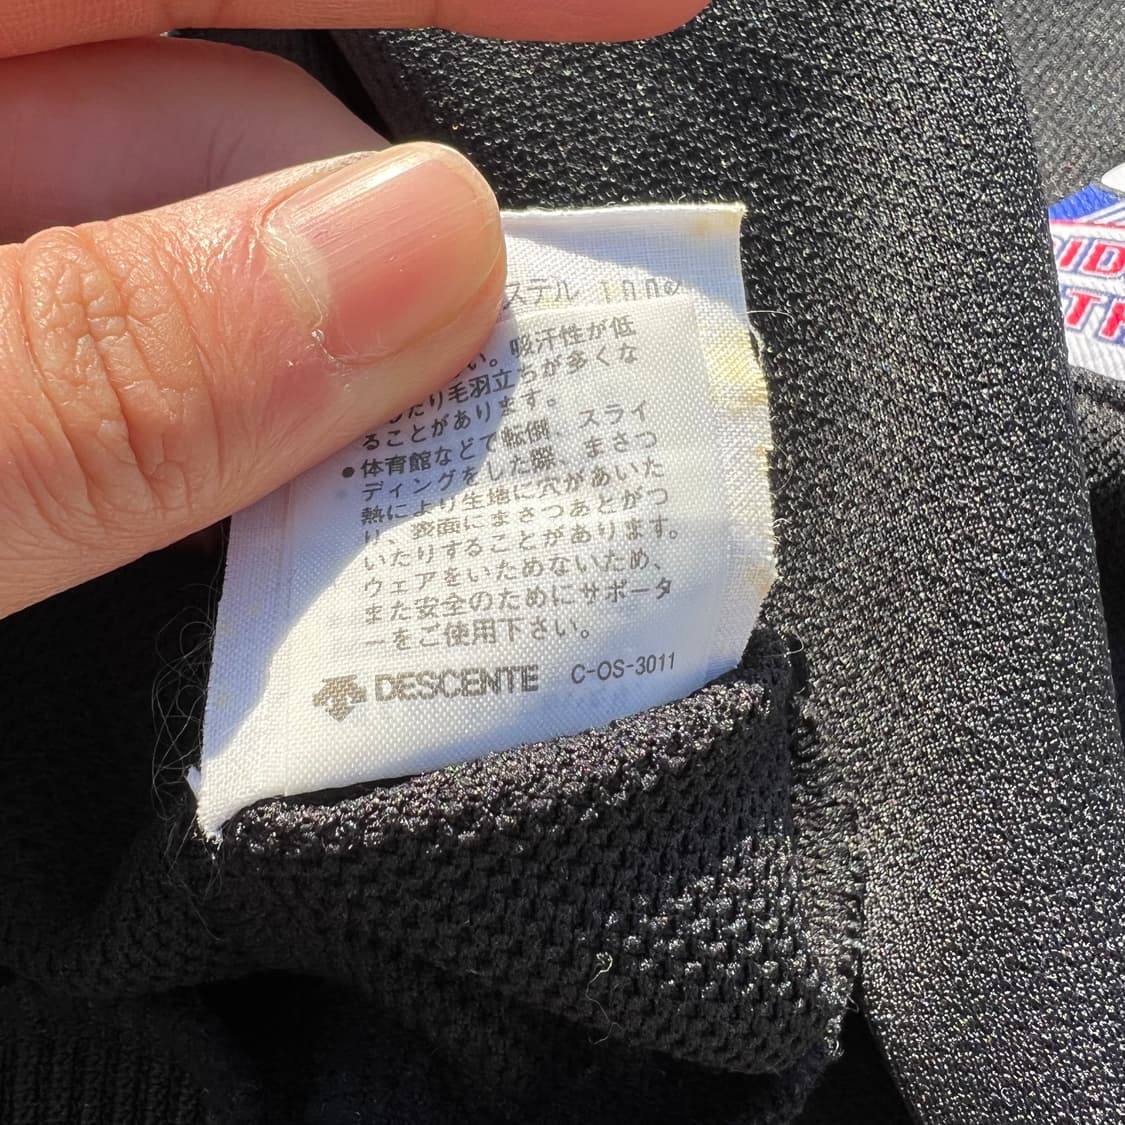 ステル 100%
い。吸汗性が低
たり毛羽立ちが多くな
ることがあります。
●体育館などで転倒、スライ
ディングをした際、まさつ
熱により生地に穴があいた
り、表面にまさつあとがつ
いたりすることがあります。
ウェアをいためないため、
また安全のためにサポータ
ーをご使用下さい。
DESCENTE C-OS-3011
ID
TH